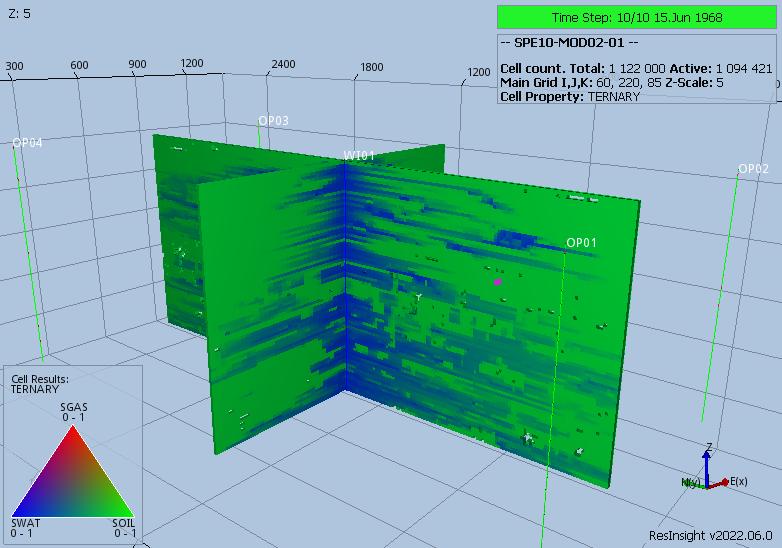 Z: 5
Time Step: 10/10 15.Jun 1968
-- SPE10-MOD02-01 --
Cell count. Total: 1 122 000 Active: 1 094 421
Main Grid I,J,K: 60, 220, 85 Z-Scale: 5
Cell Property: TERNARY
300 600 900 1200 2400 1800 1200
OP03
OP04
WI01
OP02
OP01
Cell Results:
TERNARY
SGAS
0 - 1
SWAT SOIL
0 - 1 0 - 1
Z
E(x)
ResInsight v2022.06.0